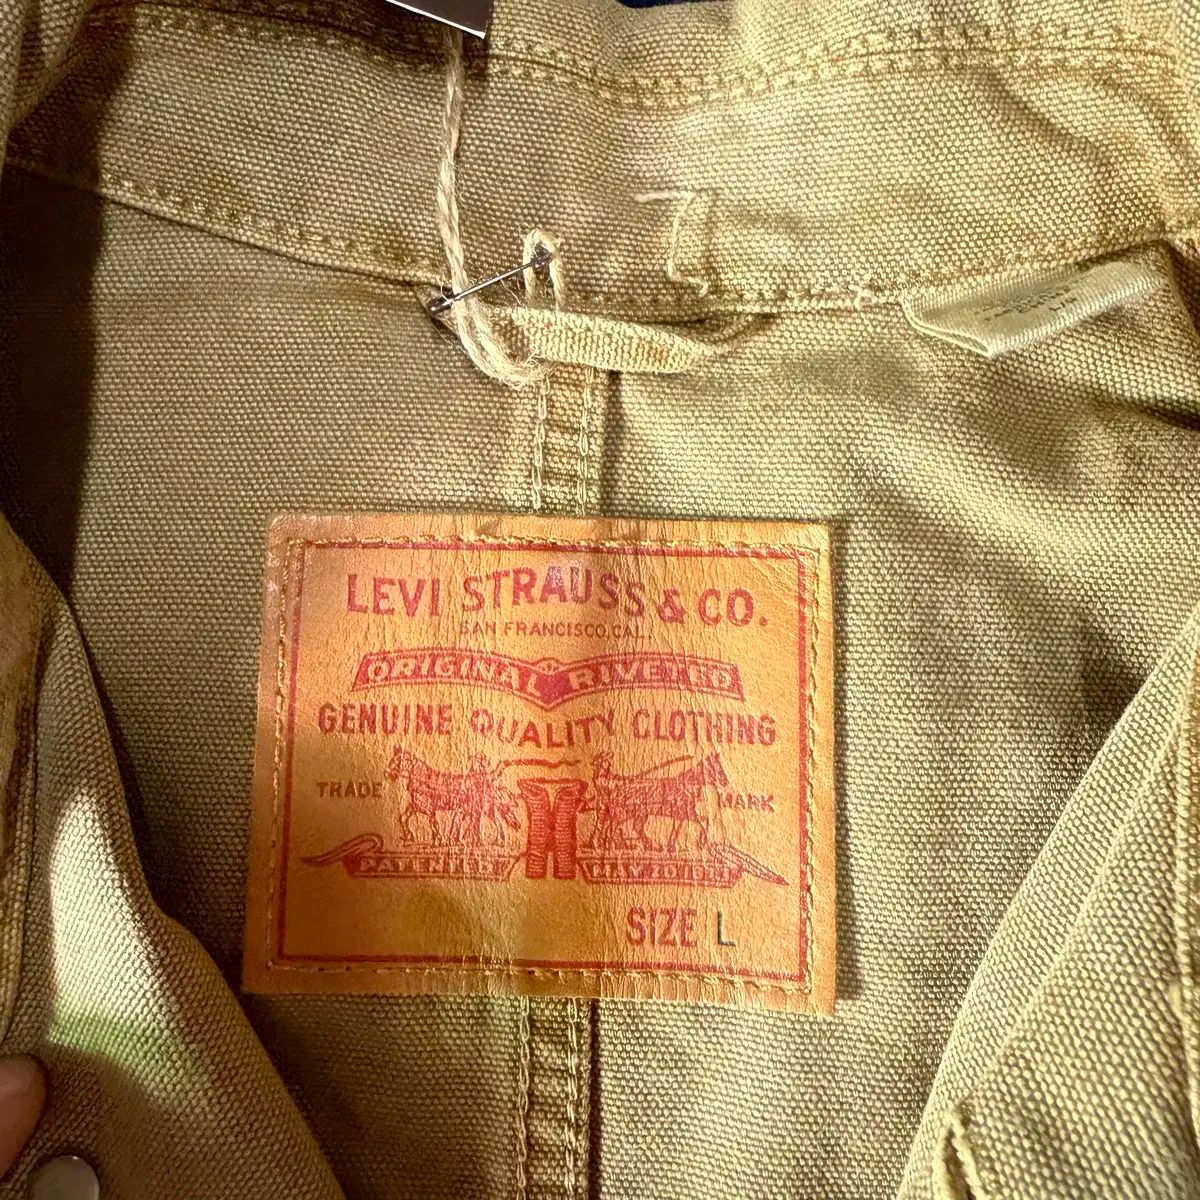 LEVI STRAUSS & CO.
SAN FRANCISCO, CAL.
ORIGINAL RIVETED
GENUINE QUALITY CLOTHING
TRADE MARK
PATENTED MAY 20 1873
SIZE L